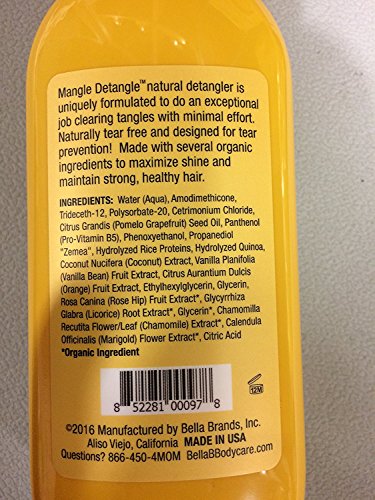 Mangle Detangle™ natural detangler is
uniquely formulated to do an exceptional
job clearing tangles with minimal effort.
Naturally tear free and designed for tear
prevention! Made with several organic
ingredients to maximize shine and
maintain strong, healthy hair.
INGREDIENTS: Water (Aqua), Amodimethicone,
Trideceth-12, Polysorbate-20, Cetrimonium Chloride,
Citrus Grandis (Pomelo Grapefruit) Seed Oil, Panthenol
(Pro-Vitamin B5), Phenoxyethanol, Propanediol
"Zemea", Hydrolyzed Rice Proteins, Hydrolyzed Quinoa,
Coconut Nucifera (Coconut) Extract, Vanilla Planifolia
(Vanilla Bean) Fruit Extract, Citrus Aurantium Dulcis
(Orange) Fruit Extract, Ethylhexylglycerin, Glycerin,
Rosa Canina (Rose Hip) Fruit Extract*, Glycyrrhiza
Glabra (Licorice) Root Extract*, Glycerin*, Chamomilla
Recutita Flower/Leaf (Chamomile) Extract*, Calendula
Officinalis (Marigold) Flower Extract*, Citric Acid
*Organic Ingredient
8 52281 00097 8
12M
©2016 Manufactured by Bella Brands, Inc.
Aliso Viejo, California MADE IN USA
Questions? 866-450-4MOM BellaBBodycare.com